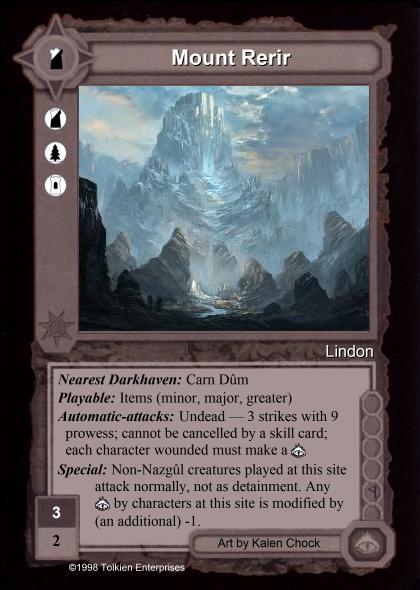 Mount Rerir
Lindon
Nearest Darkhaven: Carn Dûm
Playable: Items (minor, major, greater)
Automatic-attacks: Undead — 3 strikes with 9
prowess; cannot be cancelled by a skill card;
each character wounded must make a
Special: Non-Nazgûl creatures played at this site
attack normally, not as detainment. Any
by characters at this site is modified by
(an additional) -1.
3
2
Art by Kalen Chock
©1998 Tolkien Enterprises